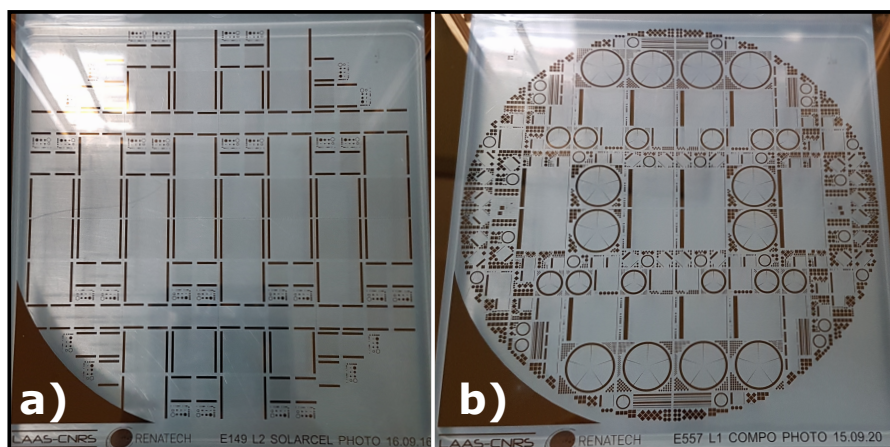 a)
LAAS-CNRS RENATECH E149 L2 SOLARCEL PHOTO 16.09.16
b)
LAAS-CNRS RENATECH E557 L1 COMPO PHOTO 15.09.20